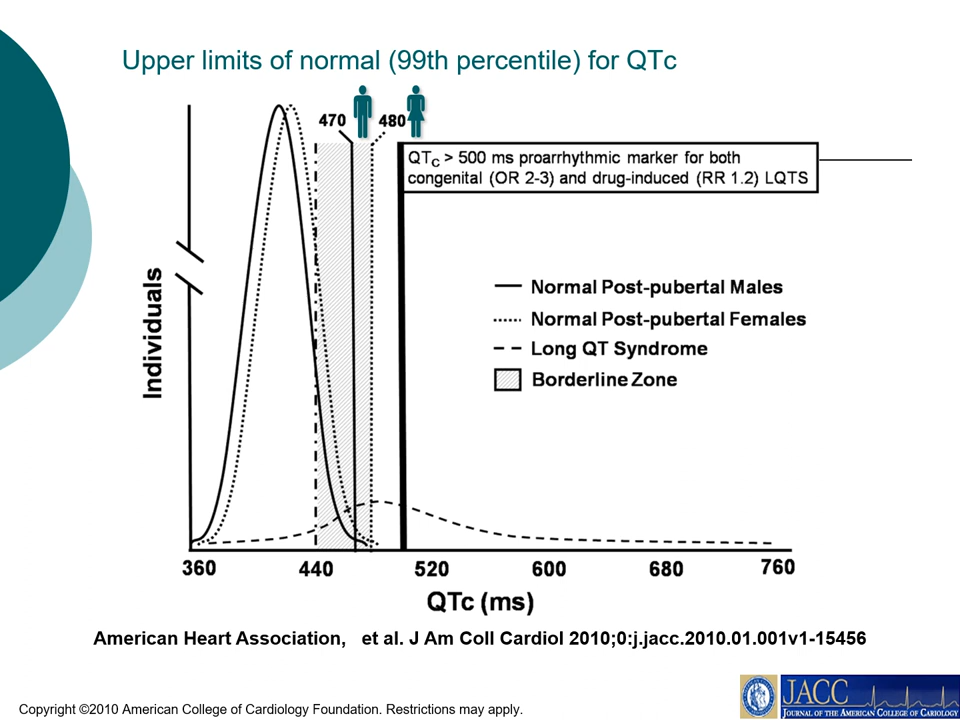 Upper limits of normal (99th percentile) for QTc
470
480
QTc > 500 ms proarrhythmic marker for both
congenital (OR 2-3) and drug-induced (RR 1.2) LQTS
Individuals
Normal Post-pubertal Males
Normal Post-pubertal Females
Long QT Syndrome
Borderline Zone
360 440 520 600 680 760
QTc (ms)
American Heart Association, et al. J Am Coll Cardiol 2010;0:j.jacc.2010.01.001v1-15456
JACC
JOURNAL OF THE AMERICAN COLLEGE OF CARDIOLOGY
Copyright ©2010 American College of Cardiology Foundation. Restrictions may apply.